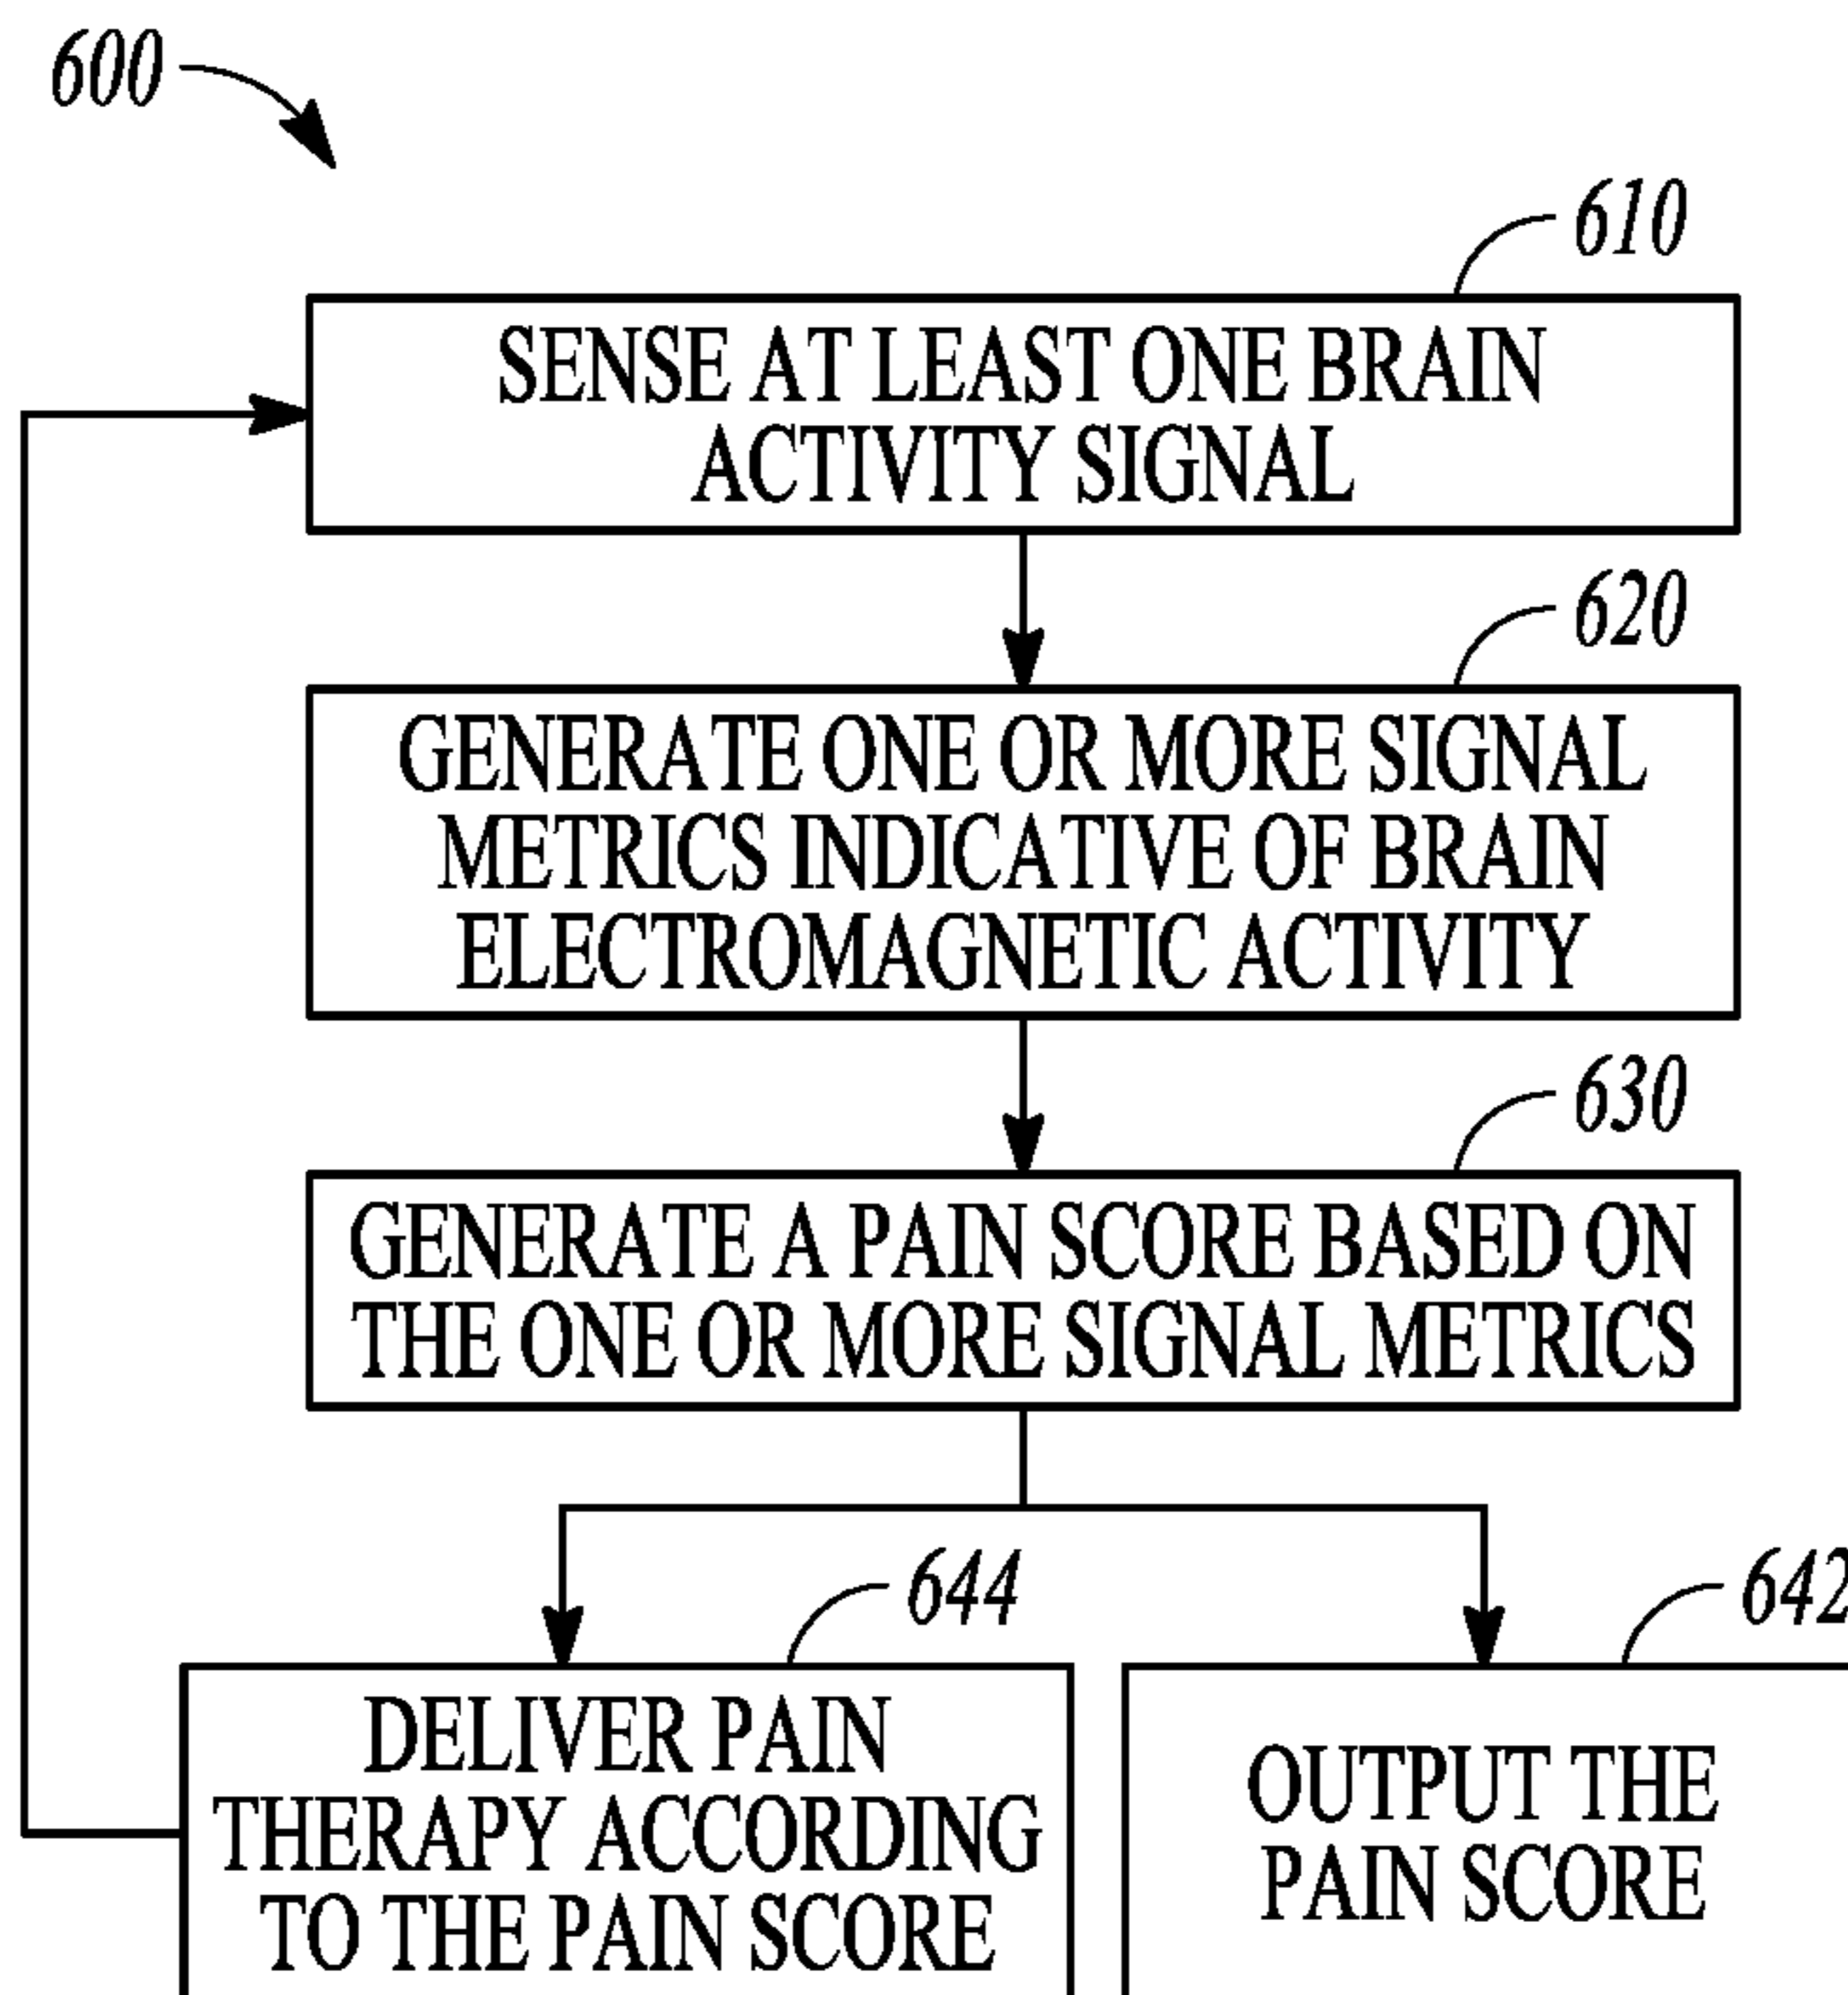 600
610
SENSE AT LEAST ONE BRAIN
ACTIVITY SIGNAL
620
GENERATE ONE OR MORE SIGNAL
METRICS INDICATIVE OF BRAIN
ELECTROMAGNETIC ACTIVITY
630
GENERATE A PAIN SCORE BASED ON
THE ONE OR MORE SIGNAL METRICS
644
DELIVER PAIN
THERAPY ACCORDING
TO THE PAIN SCORE
642
OUTPUT THE
PAIN SCORE